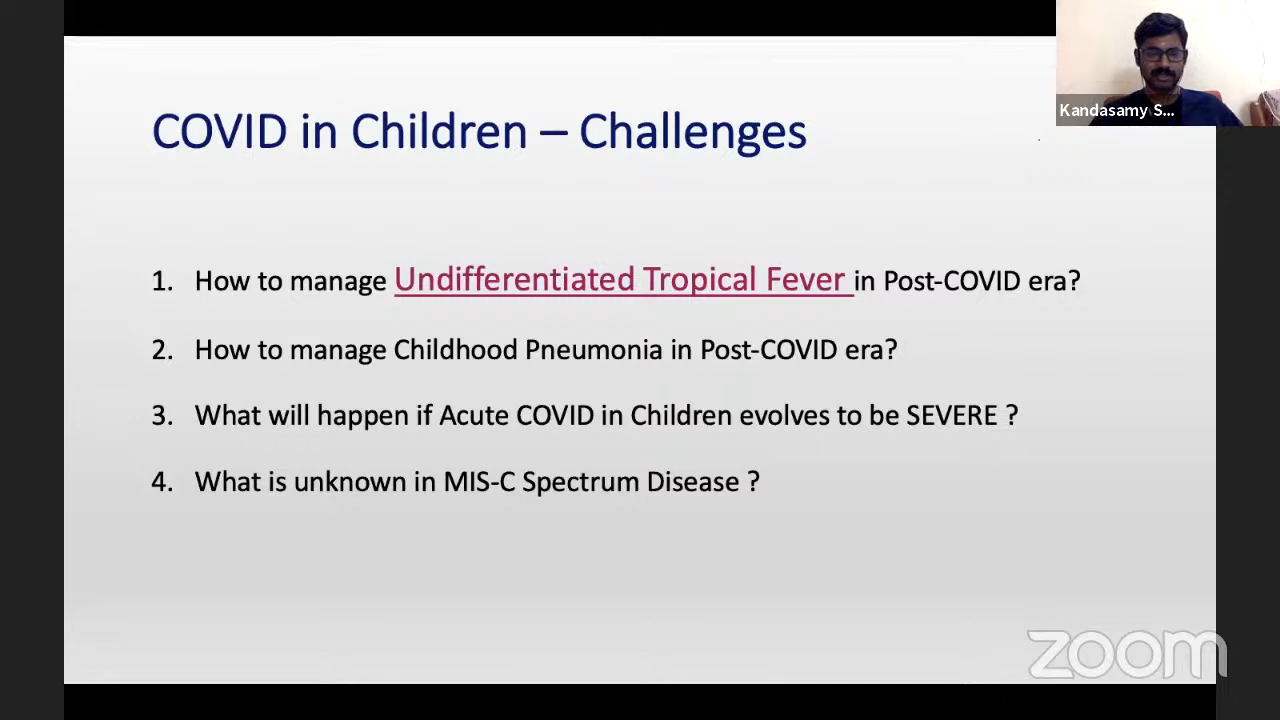 COVID in Children – Challenges
Kandasamy S...
1. How to manage Undifferentiated Tropical Fever in Post-COVID era?
2. How to manage Childhood Pneumonia in Post-COVID era?
3. What will happen if Acute COVID in Children evolves to be SEVERE ?
4. What is unknown in MIS-C Spectrum Disease ?
zoom